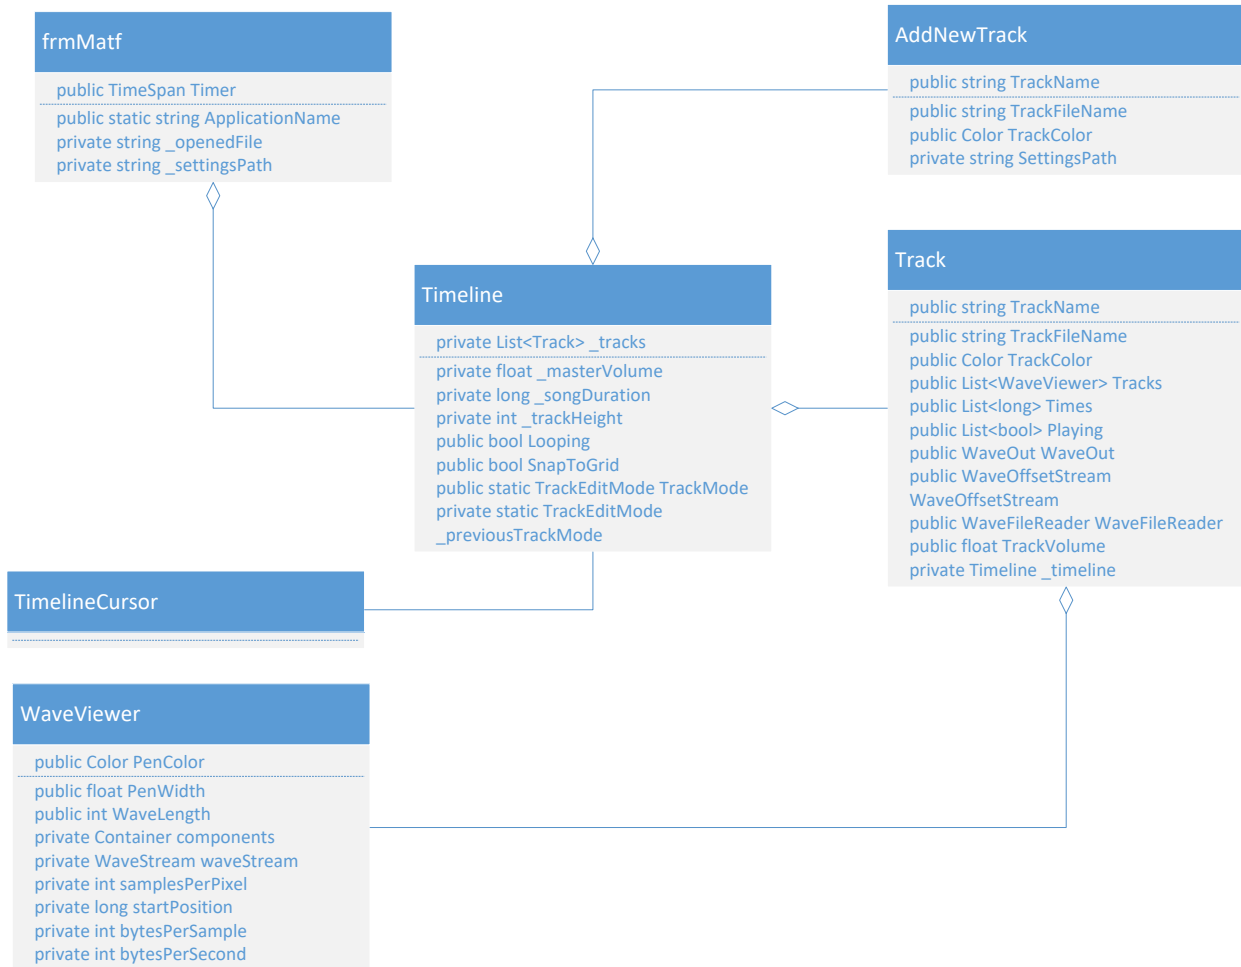 frmMatf
public TimeSpan Timer
public static string ApplicationName
private string _openedFile
private string _settingsPath
AddNewTrack
public string TrackName
public string TrackFileName
public Color TrackColor
private string SettingsPath
Timeline
private List<Track> _tracks
private float _masterVolume
private long _songDuration
private int _trackHeight
public bool Looping
public bool SnapToGrid
public static TrackEditMode TrackMode
private static TrackEditMode
_previousTrackMode
Track
public string TrackName
public string TrackFileName
public Color TrackColor
public List<WaveViewer> Tracks
public List<long> Times
public List<bool> Playing
public WaveOut WaveOut
public WaveOffsetStream
WaveOffsetStream
public WaveFileReader WaveFileReader
public float TrackVolume
private Timeline _timeline
TimelineCursor
WaveViewer
public Color PenColor
public float PenWidth
public int WaveLength
private Container components
private WaveStream waveStream
private int samplesPerPixel
private long startPosition
private int bytesPerSample
private int bytesPerSecond